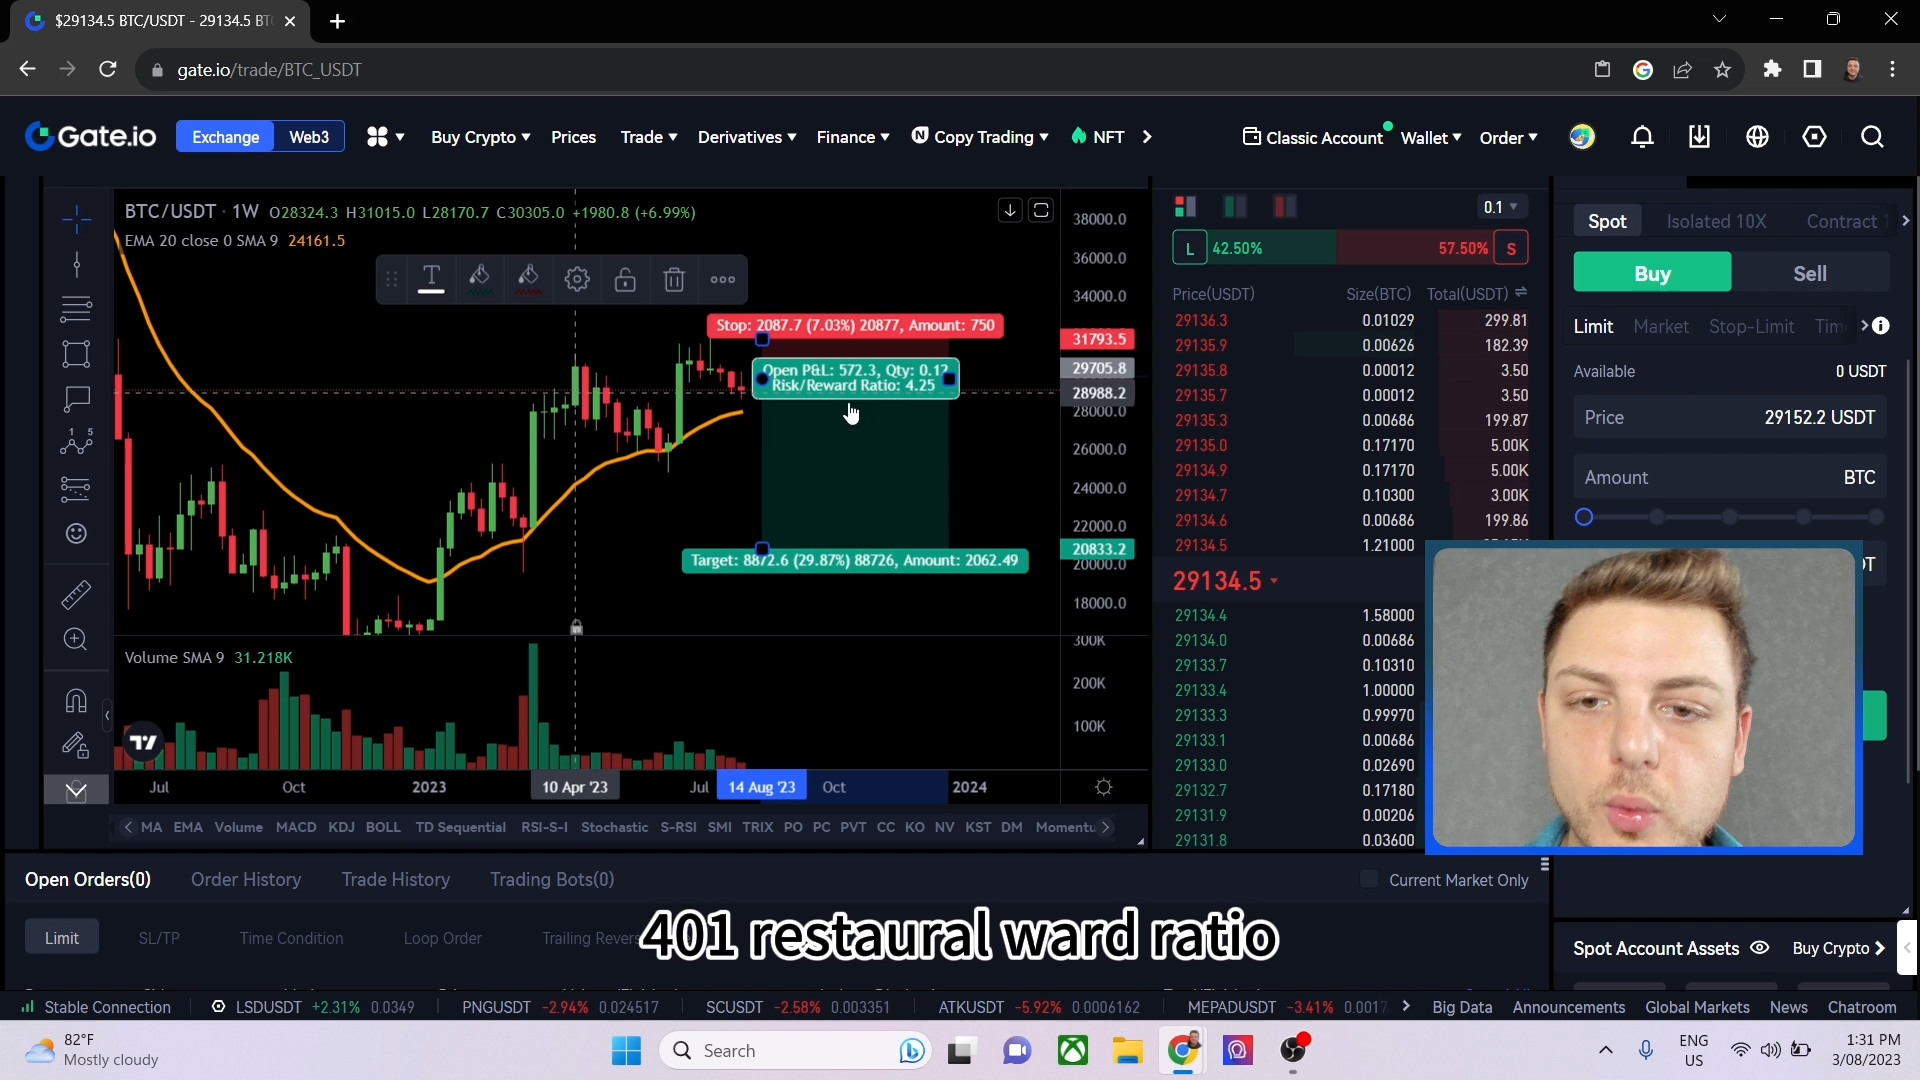 $29134.5 BTC/USDT - 29134.5 BT
gate.io/trade/BTC_USDT
Gate.io
Exchange
Web3
Buy Crypto
Prices
Trade
Derivatives
Finance
Copy Trading
NFT
Classic Account
Wallet
Order
BTC/USDT · 1W O28324.3 H31015.0 L28170.7 C30305.0 +1980.8 (+6.99%)
EMA 20 close 0 SMA 9 24161.5
Stop: 2087.7 (7.03%) 20877, Amount: 750
Open P&L: 572.3, Qty: 0.12
Risk/Reward Ratio: 4.25
Target: 8872.6 (29.87%) 88726, Amount: 2062.49
38000.0
36000.0
34000.0
31793.5
29705.8
28988.2
28000.0
26000.0
24000.0
22000.0
20833.2
20000.0
18000.0
300K
200K
100K
Volume SMA 9 31.218K
Jul
Oct
2023
10 Apr '23
Jul
14 Aug '23
Oct
2024
MA EMA Volume MACD KDJ BOLL TD Sequential RSI-S-I Stochastic S-RSI SMI TRIX PO PC PVT CC KO NV KST DM Momentu
0.1
L 42.50% 57.50% S
Price(USDT) Size(BTC) Total(USDT)
29136.3 0.01029 299.81
29135.9 0.00626 182.39
29135.8 0.00012 3.50
29135.7 0.00012 3.50
29135.3 0.00686 199.87
29135.0 0.17170 5.00K
29134.9 0.17170 5.00K
29134.7 0.10300 3.00K
29134.6 0.00686 199.86
29134.5 1.21000
29134.5
29134.4 1.58000
29134.0 0.00686
29133.7 0.10310
29133.4 1.00000
29133.3 0.99970
29133.1 0.00686
29133.0 0.02690
29132.7 0.17180
29131.9 0.00206
29131.8 0.03600
Spot Isolated 10X Contract 1
Buy Sell
Limit Market Stop-Limit Tim
Available 0 USDT
Price 29152.2 USDT
Amount BTC
Open Orders(0) Order History Trade History Trading Bots(0)
Current Market Only
Limit SL/TP Time Condition Loop Order Trailing Revers
401 restaural ward ratio
Spot Account Assets Buy Crypto
Stable Connection LSDUSDT +2.31% 0.0349 PNGUSDT -2.94% 0.024517 SCUSDT -2.58% 0.003351 ATKUSDT -5.92% 0.0006162 MEPADUSDT -3.41% 0.0017 Big Data Announcements Global Markets News Chatroom
82°F
Mostly cloudy
Search
ENG
US
1:31 PM
3/08/2023